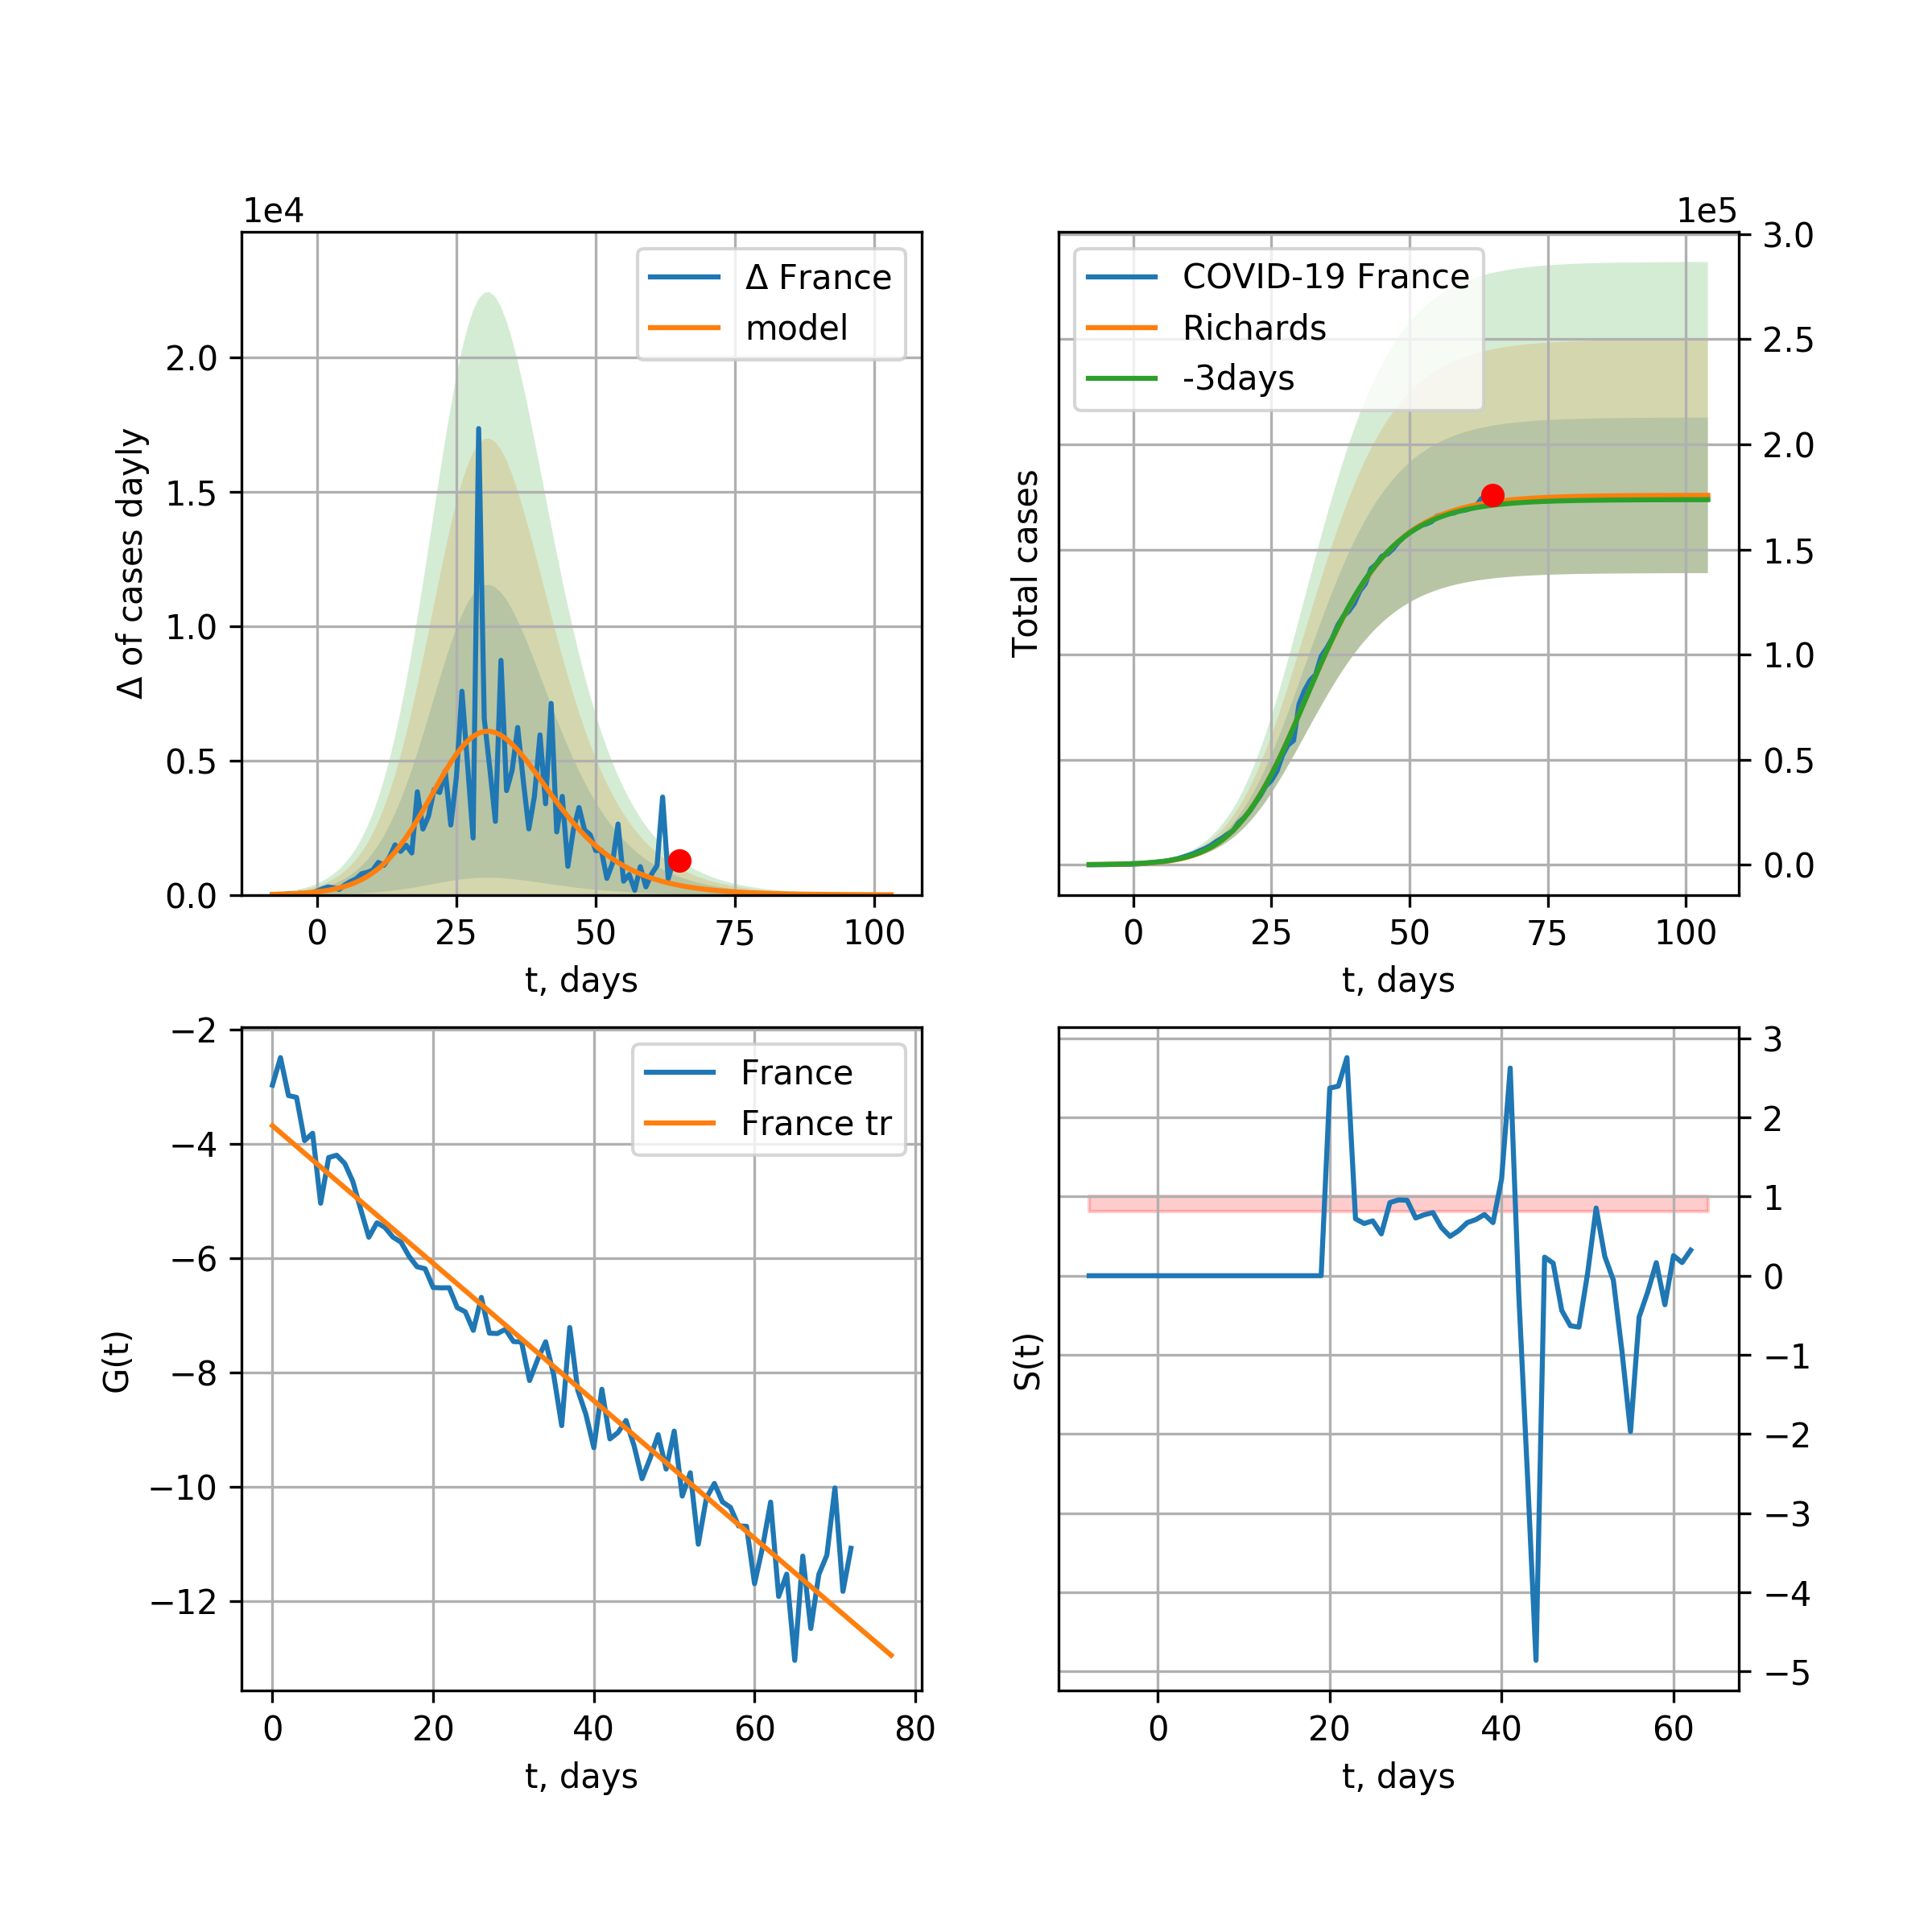 1e4
Δ of cases dayly
2.0
1.5
1.0
0.5
0.0
Δ France
model
0 25 50 75 100
t, days
1e5
Total cases
COVID-19 France
Richards
-3days
3.0
2.5
2.0
1.5
1.0
0.5
0.0
0 25 50 75 100
t, days
G(t)
−2
−4
−6
−8
−10
−12
France
France tr
0 20 40 60 80
t, days
S(t)
3
2
1
0
−1
−2
−3
−4
−5
0 20 40 60
t, days